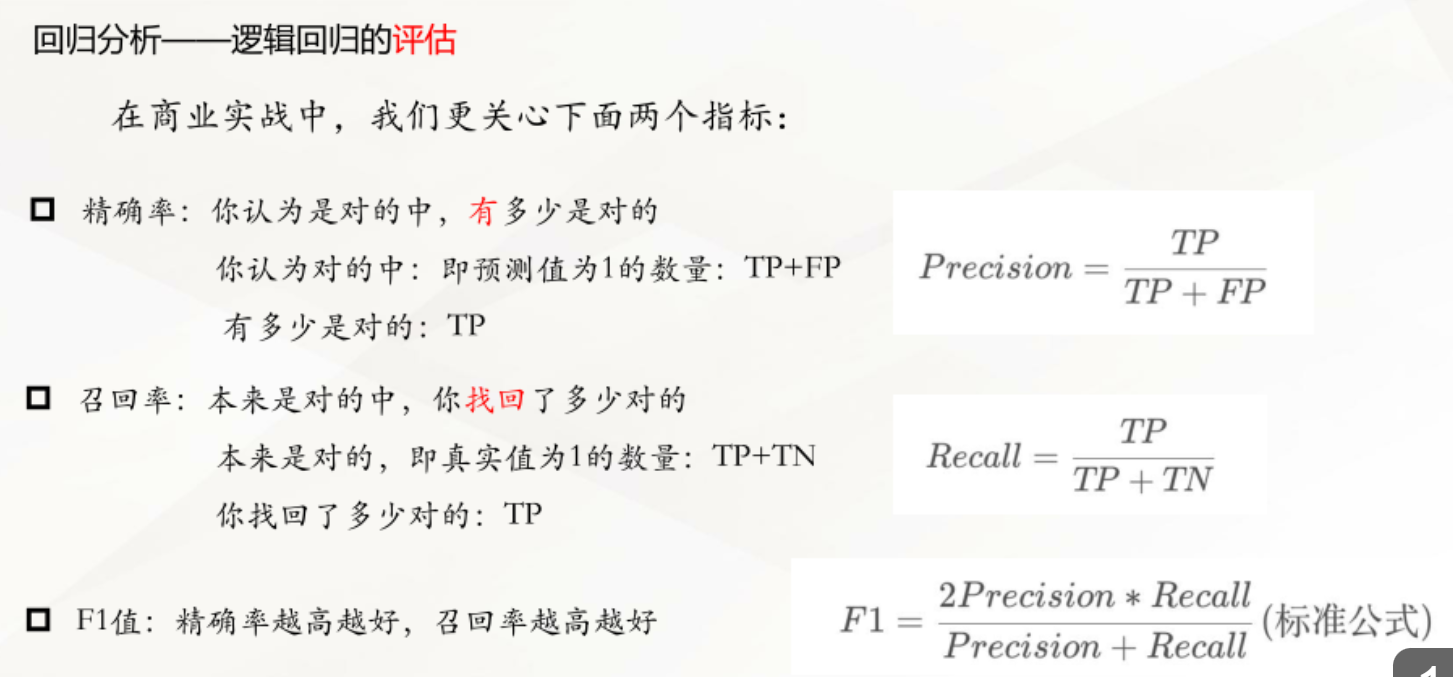 回归分析——逻辑回归的评估
在商业实战中，我们更关心下面两个指标：
精确率：你认为是对的中，有多少是对的
你认为对的中：即预测值为1的数量：TP+FP
有多少是对的：TP
Precision = TP / (TP + FP)
召回率：本来是对的中，你找回了多少对的
本来是对的，即真实值为1的数量：TP+TN
你找回了多少对的：TP
Recall = TP / (TP + TN)
F1值：精确率越高越好，召回率越高越好
F1 = 2Precision * Recall / (Precision + Recall) (标准公式)